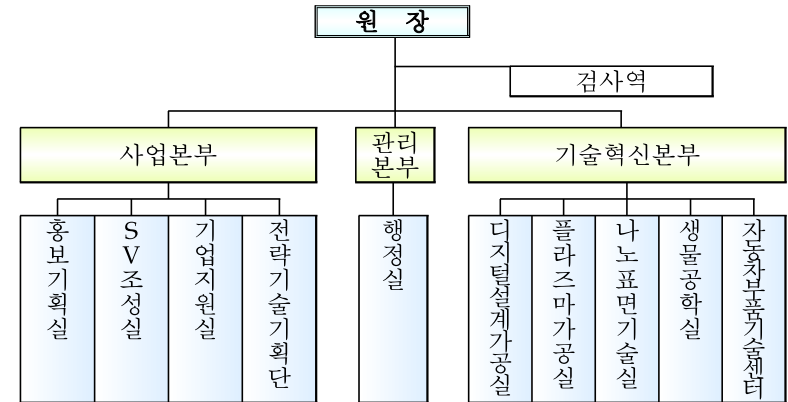 원 장
검사역
사업본부
관리
본부
기술혁신본부
홍보기획실
SV조성실
기업지원실
전략기술기획단
행정실
디지털설계가공실
플라즈마가공실
나노표면기술실
생물공학실
자동차부품기술센터